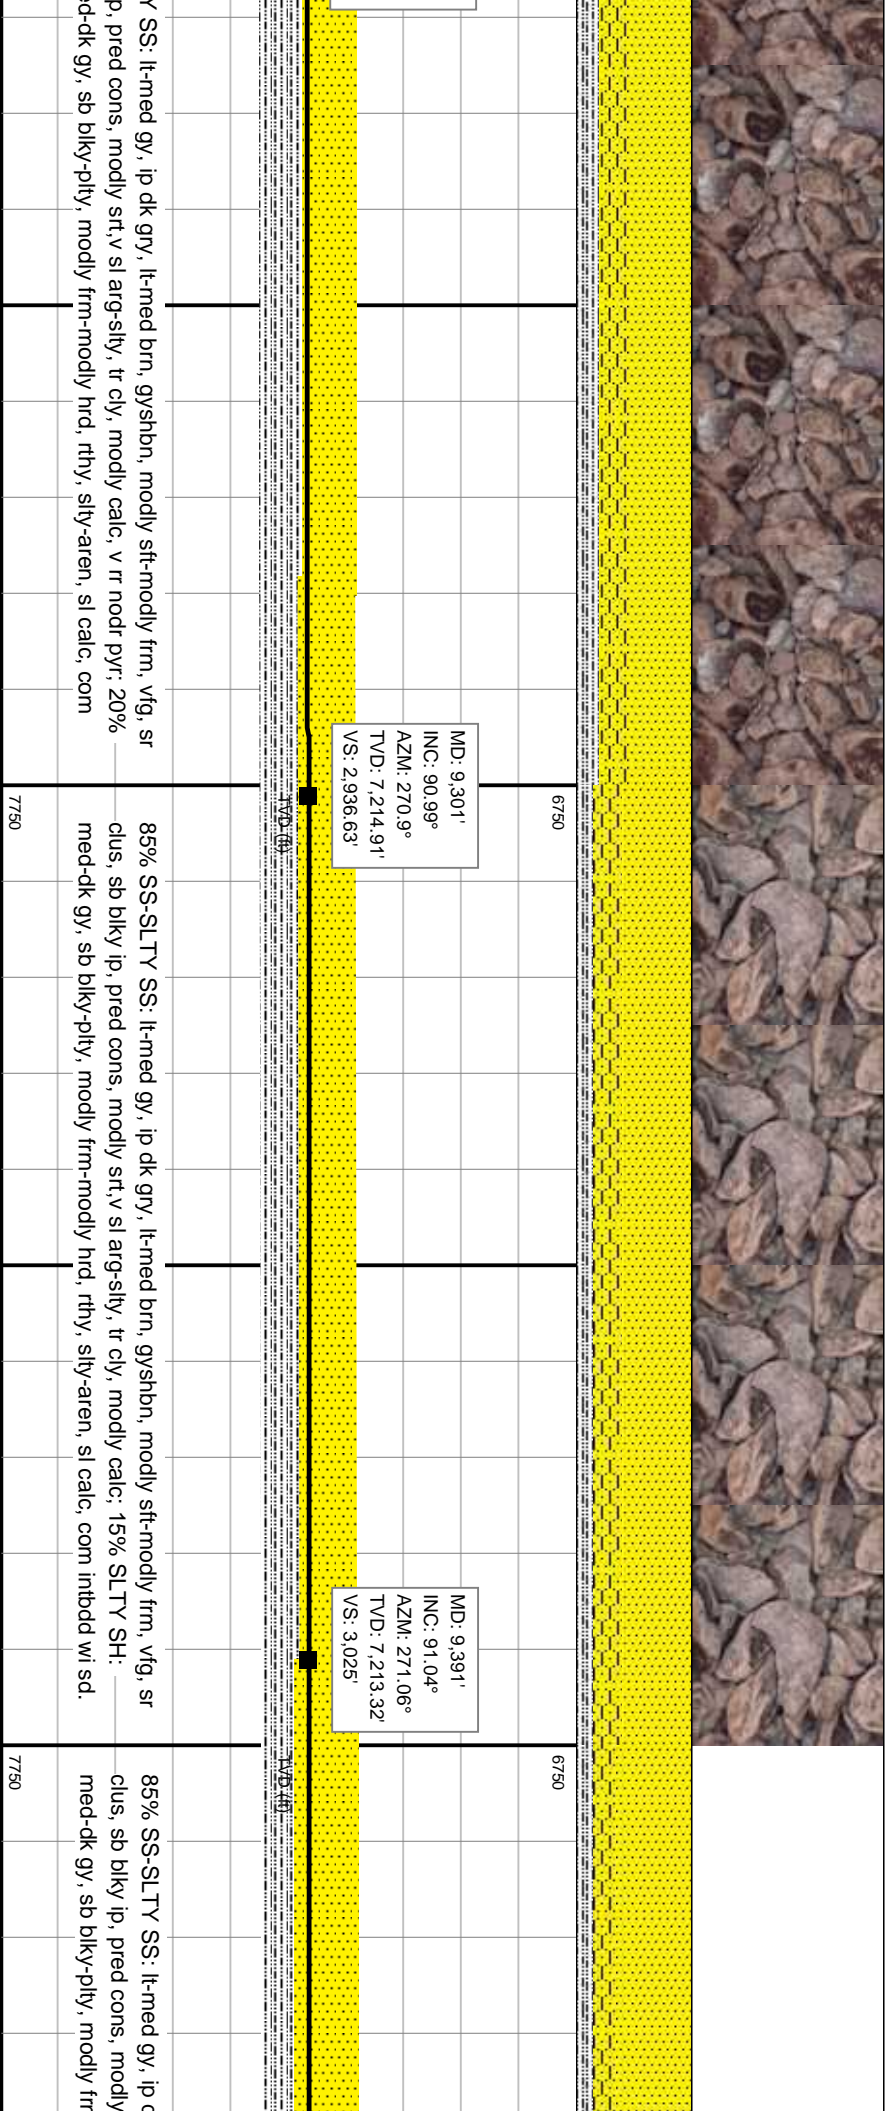 Y SS: lt-med gy, ip dk gry, lt-med brn, gyshbn, modly sft-modly frm, vfg, sr
p, pred cons, modly srt,v sl arg-slty, tr cly, modly calc, v rr nodr pyr; 20%
ed-dk gy, sb blky-plty, modly frm-modly hrd, rthy, slty-aren, sl calc, com
MD: 9,301'
INC: 90.99°
AZM: 270.9°
TVD: 7,214.91'
VS: 2,936.63'
6750
TVD (ft)
7750
85% SS-SLTY SS: lt-med gy, ip dk gry, lt-med brn, gyshbn, modly sft-modly frm, vfg, sr
clus, sb blky ip, pred cons, modly srt,v sl arg-slty, tr cly, modly calc; 15% SLTY SH:
med-dk gy, sb blky-plty, modly frm-modly hrd, rthy, slty-aren, sl calc, com intbdd wi sd.
MD: 9,391'
INC: 91.04°
AZM: 271.06°
TVD: 7,213.32'
VS: 3,025'
6750
TVD (ft)
7750
85% SS-SLTY SS: lt-med gy, ip
clus, sb blky ip, pred cons, modly
med-dk gy, sb blky-plty, modly